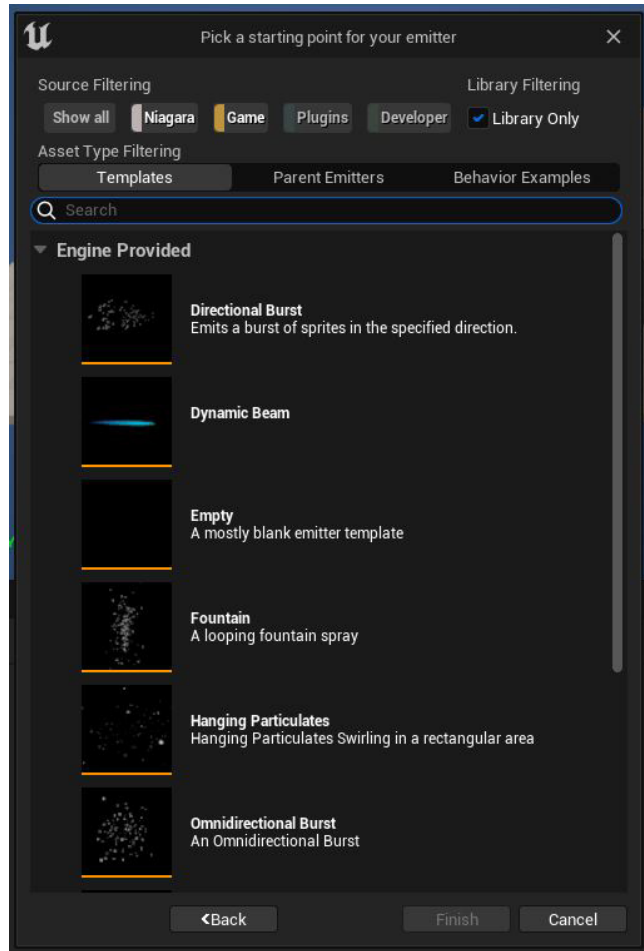 Pick a starting point for your emitter
Source Filtering
Library Filtering
Show all
Niagara
Game
Plugins
Developer
Library Only
Asset Type Filtering
Templates
Parent Emitters
Behavior Examples
Search
Engine Provided
Directional Burst
Emits a burst of sprites in the specified direction.
Dynamic Beam
Empty
A mostly blank emitter template
Fountain
A looping fountain spray
Hanging Particulates
Hanging Particulates Swirling in a rectangular area
Omnidirectional Burst
An Omnidirectional Burst
Back
Finish
Cancel